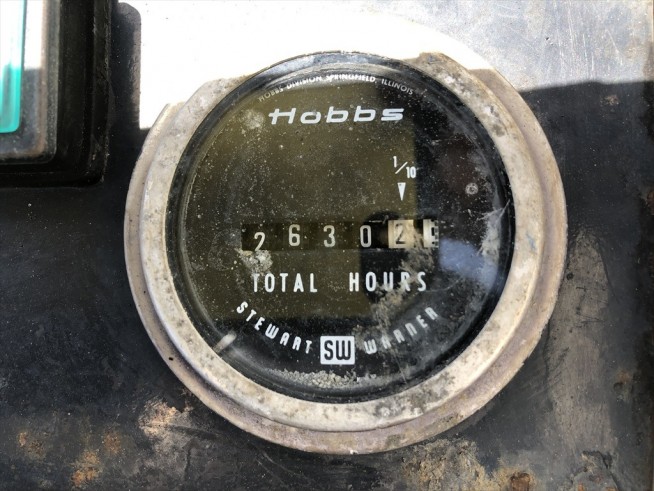 HOBBS DIVISION SPRINGFIELD, ILLINOIS
Hobbs
1/10
26302
TOTAL HOURS
STEWART SW WARNER